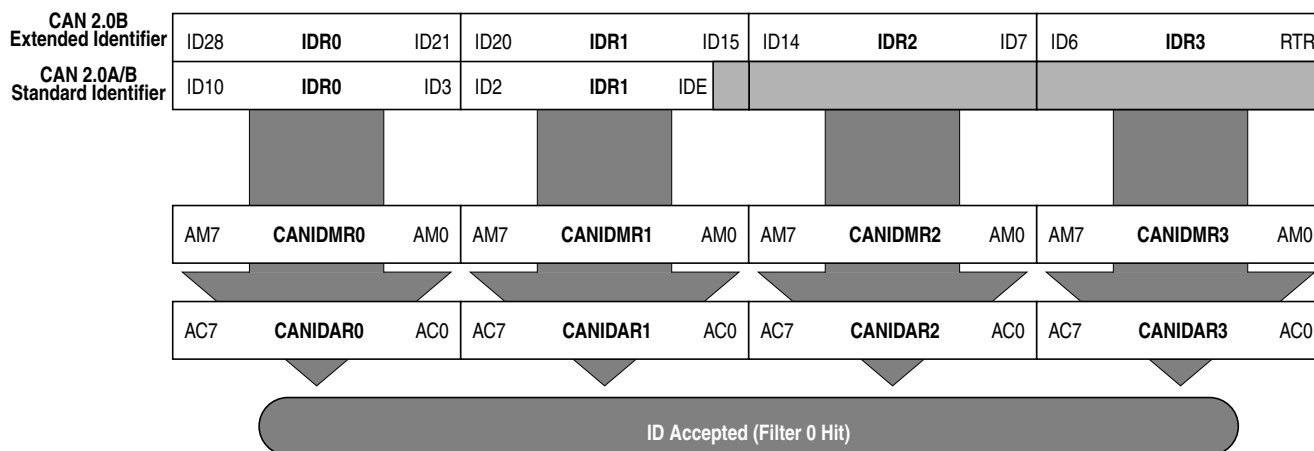 CAN 2.0B
Extended Identifier
ID28 IDR0 ID21 ID20 IDR1 ID15 ID14 IDR2 ID7 ID6 IDR3 RTR
CAN 2.0A/B
Standard Identifier
ID10 IDR0 ID3 ID2 IDR1 IDE
AM7 CANIDMR0 AM0 AM7 CANIDMR1 AM0 AM7 CANIDMR2 AM0 AM7 CANIDMR3 AM0
AC7 CANIDAR0 AC0 AC7 CANIDAR1 AC0 AC7 CANIDAR2 AC0 AC7 CANIDAR3 AC0
ID Accepted (Filter 0 Hit)